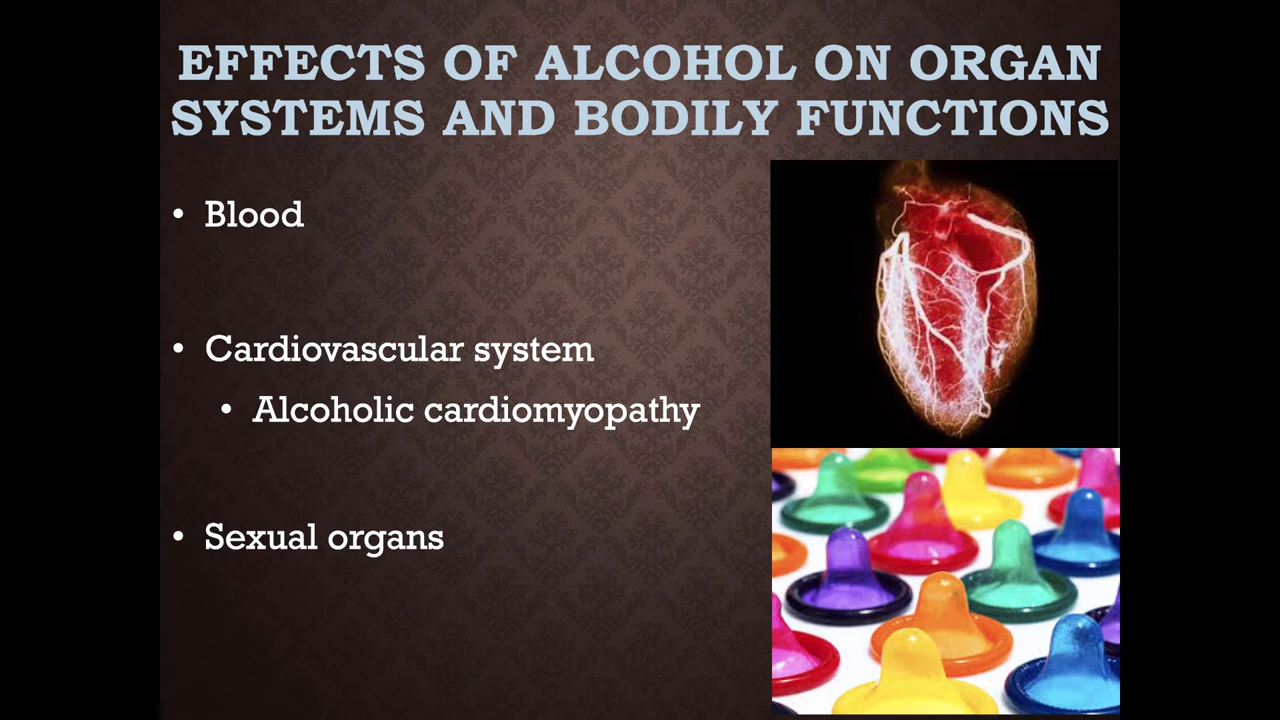 EFFECTS OF ALCOHOL ON ORGAN
SYSTEMS AND BODILY FUNCTIONS
• Blood
• Cardiovascular system
• Alcoholic cardiomyopathy
• Sexual organs